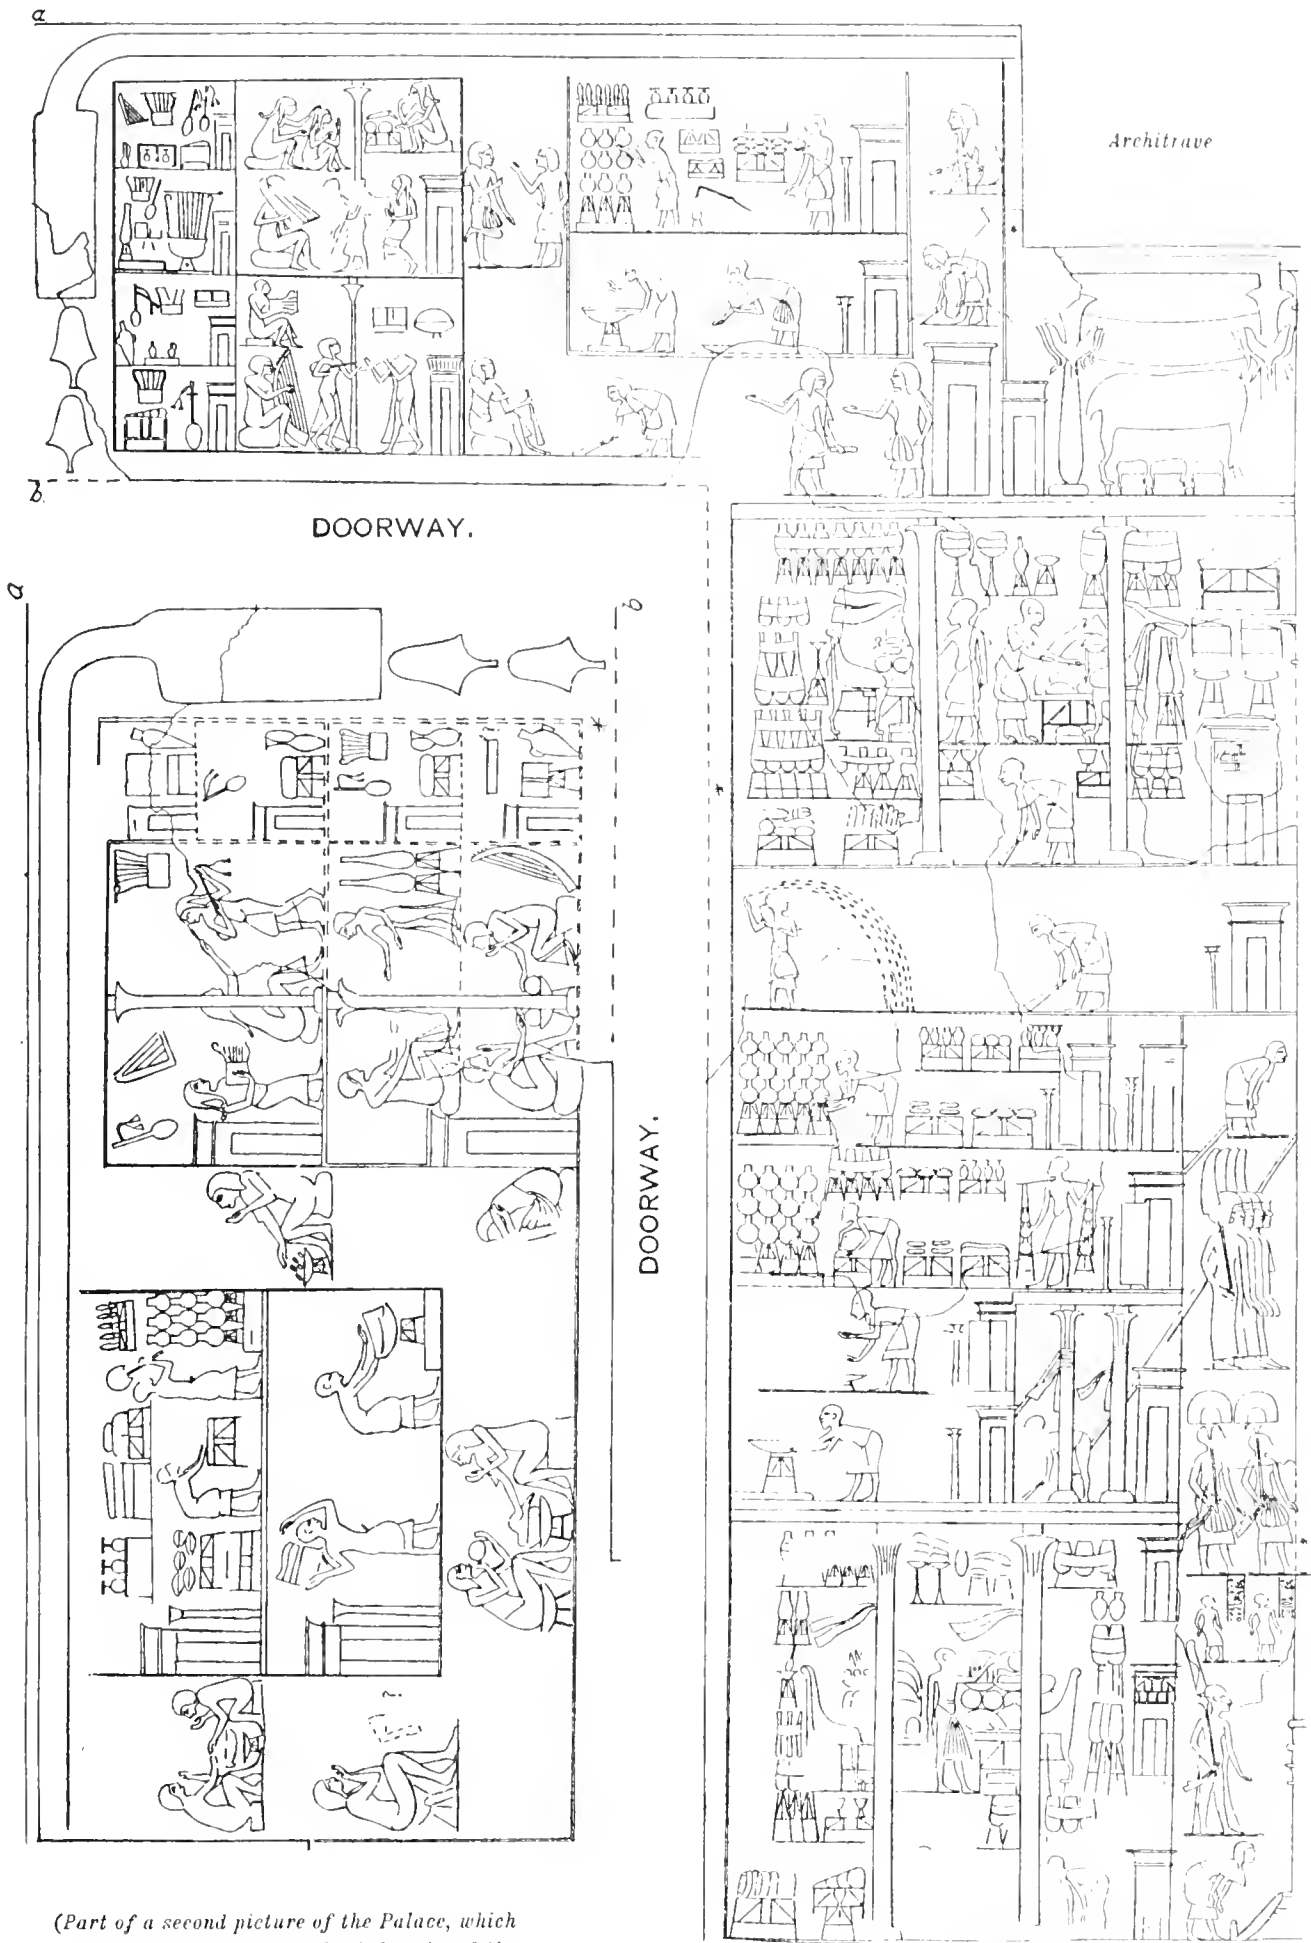 a
Architrave
b.
DOORWAY.
a
b
DOORWAY.
(Part of a second picture of the Palace, which